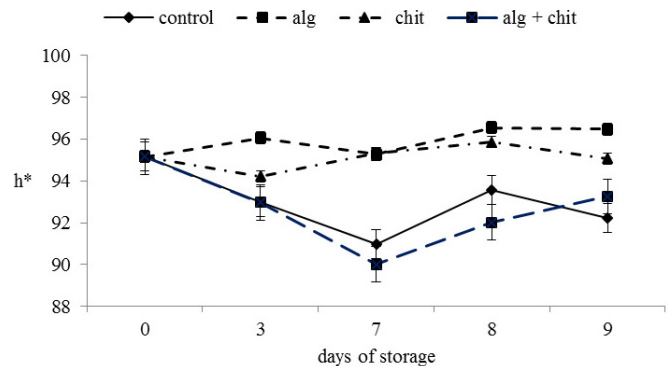 control alg chit alg + chit
100
98
96
94
h*
92
90
88
0 3 7 8 9
days of storage